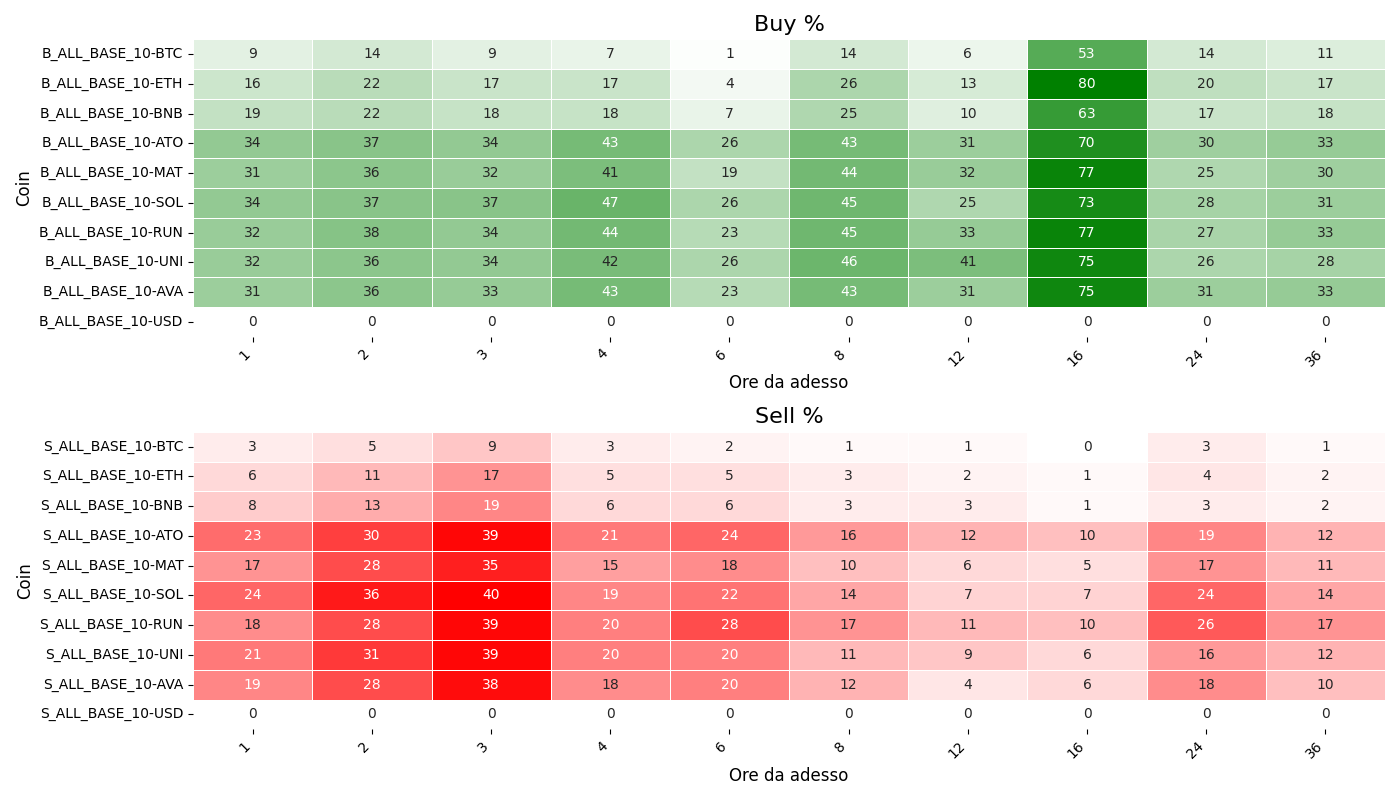 Buy %
Coin
B_ALL_BASE_10-BTC 9 14 9 7 1 14 6 53 14 11
B_ALL_BASE_10-ETH 16 22 17 17 4 26 13 80 20 17
B_ALL_BASE_10-BNB 19 22 18 18 7 25 10 63 17 18
B_ALL_BASE_10-ATO 34 37 34 43 26 43 31 70 30 33
B_ALL_BASE_10-MAT 31 36 32 41 19 44 32 77 25 30
B_ALL_BASE_10-SOL 34 37 37 47 26 45 25 73 28 31
B_ALL_BASE_10-RUN 32 38 34 44 23 45 33 77 27 33
B_ALL_BASE_10-UNI 32 36 34 42 26 46 41 75 26 28
B_ALL_BASE_10-AVA 31 36 33 43 23 43 31 75 31 33
B_ALL_BASE_10-USD 0 0 0 0 0 0 0 0 0 0
1 2 3 4 6 8 12 16 24 36
Ore da adesso
Sell %
Coin
S_ALL_BASE_10-BTC 3 5 9 3 2 1 1 0 3 1
S_ALL_BASE_10-ETH 6 11 17 5 5 3 2 1 4 2
S_ALL_BASE_10-BNB 8 13 19 6 6 3 3 1 3 2
S_ALL_BASE_10-ATO 23 30 39 21 24 16 12 10 19 12
S_ALL_BASE_10-MAT 17 28 35 15 18 10 6 5 17 11
S_ALL_BASE_10-SOL 24 36 40 19 22 14 7 7 24 14
S_ALL_BASE_10-RUN 18 28 39 20 28 17 11 10 26 17
S_ALL_BASE_10-UNI 21 31 39 20 20 11 9 6 16 12
S_ALL_BASE_10-AVA 19 28 38 18 20 12 4 6 18 10
S_ALL_BASE_10-USD 0 0 0 0 0 0 0 0 0 0
1 2 3 4 6 8 12 16 24 36
Ore da adesso